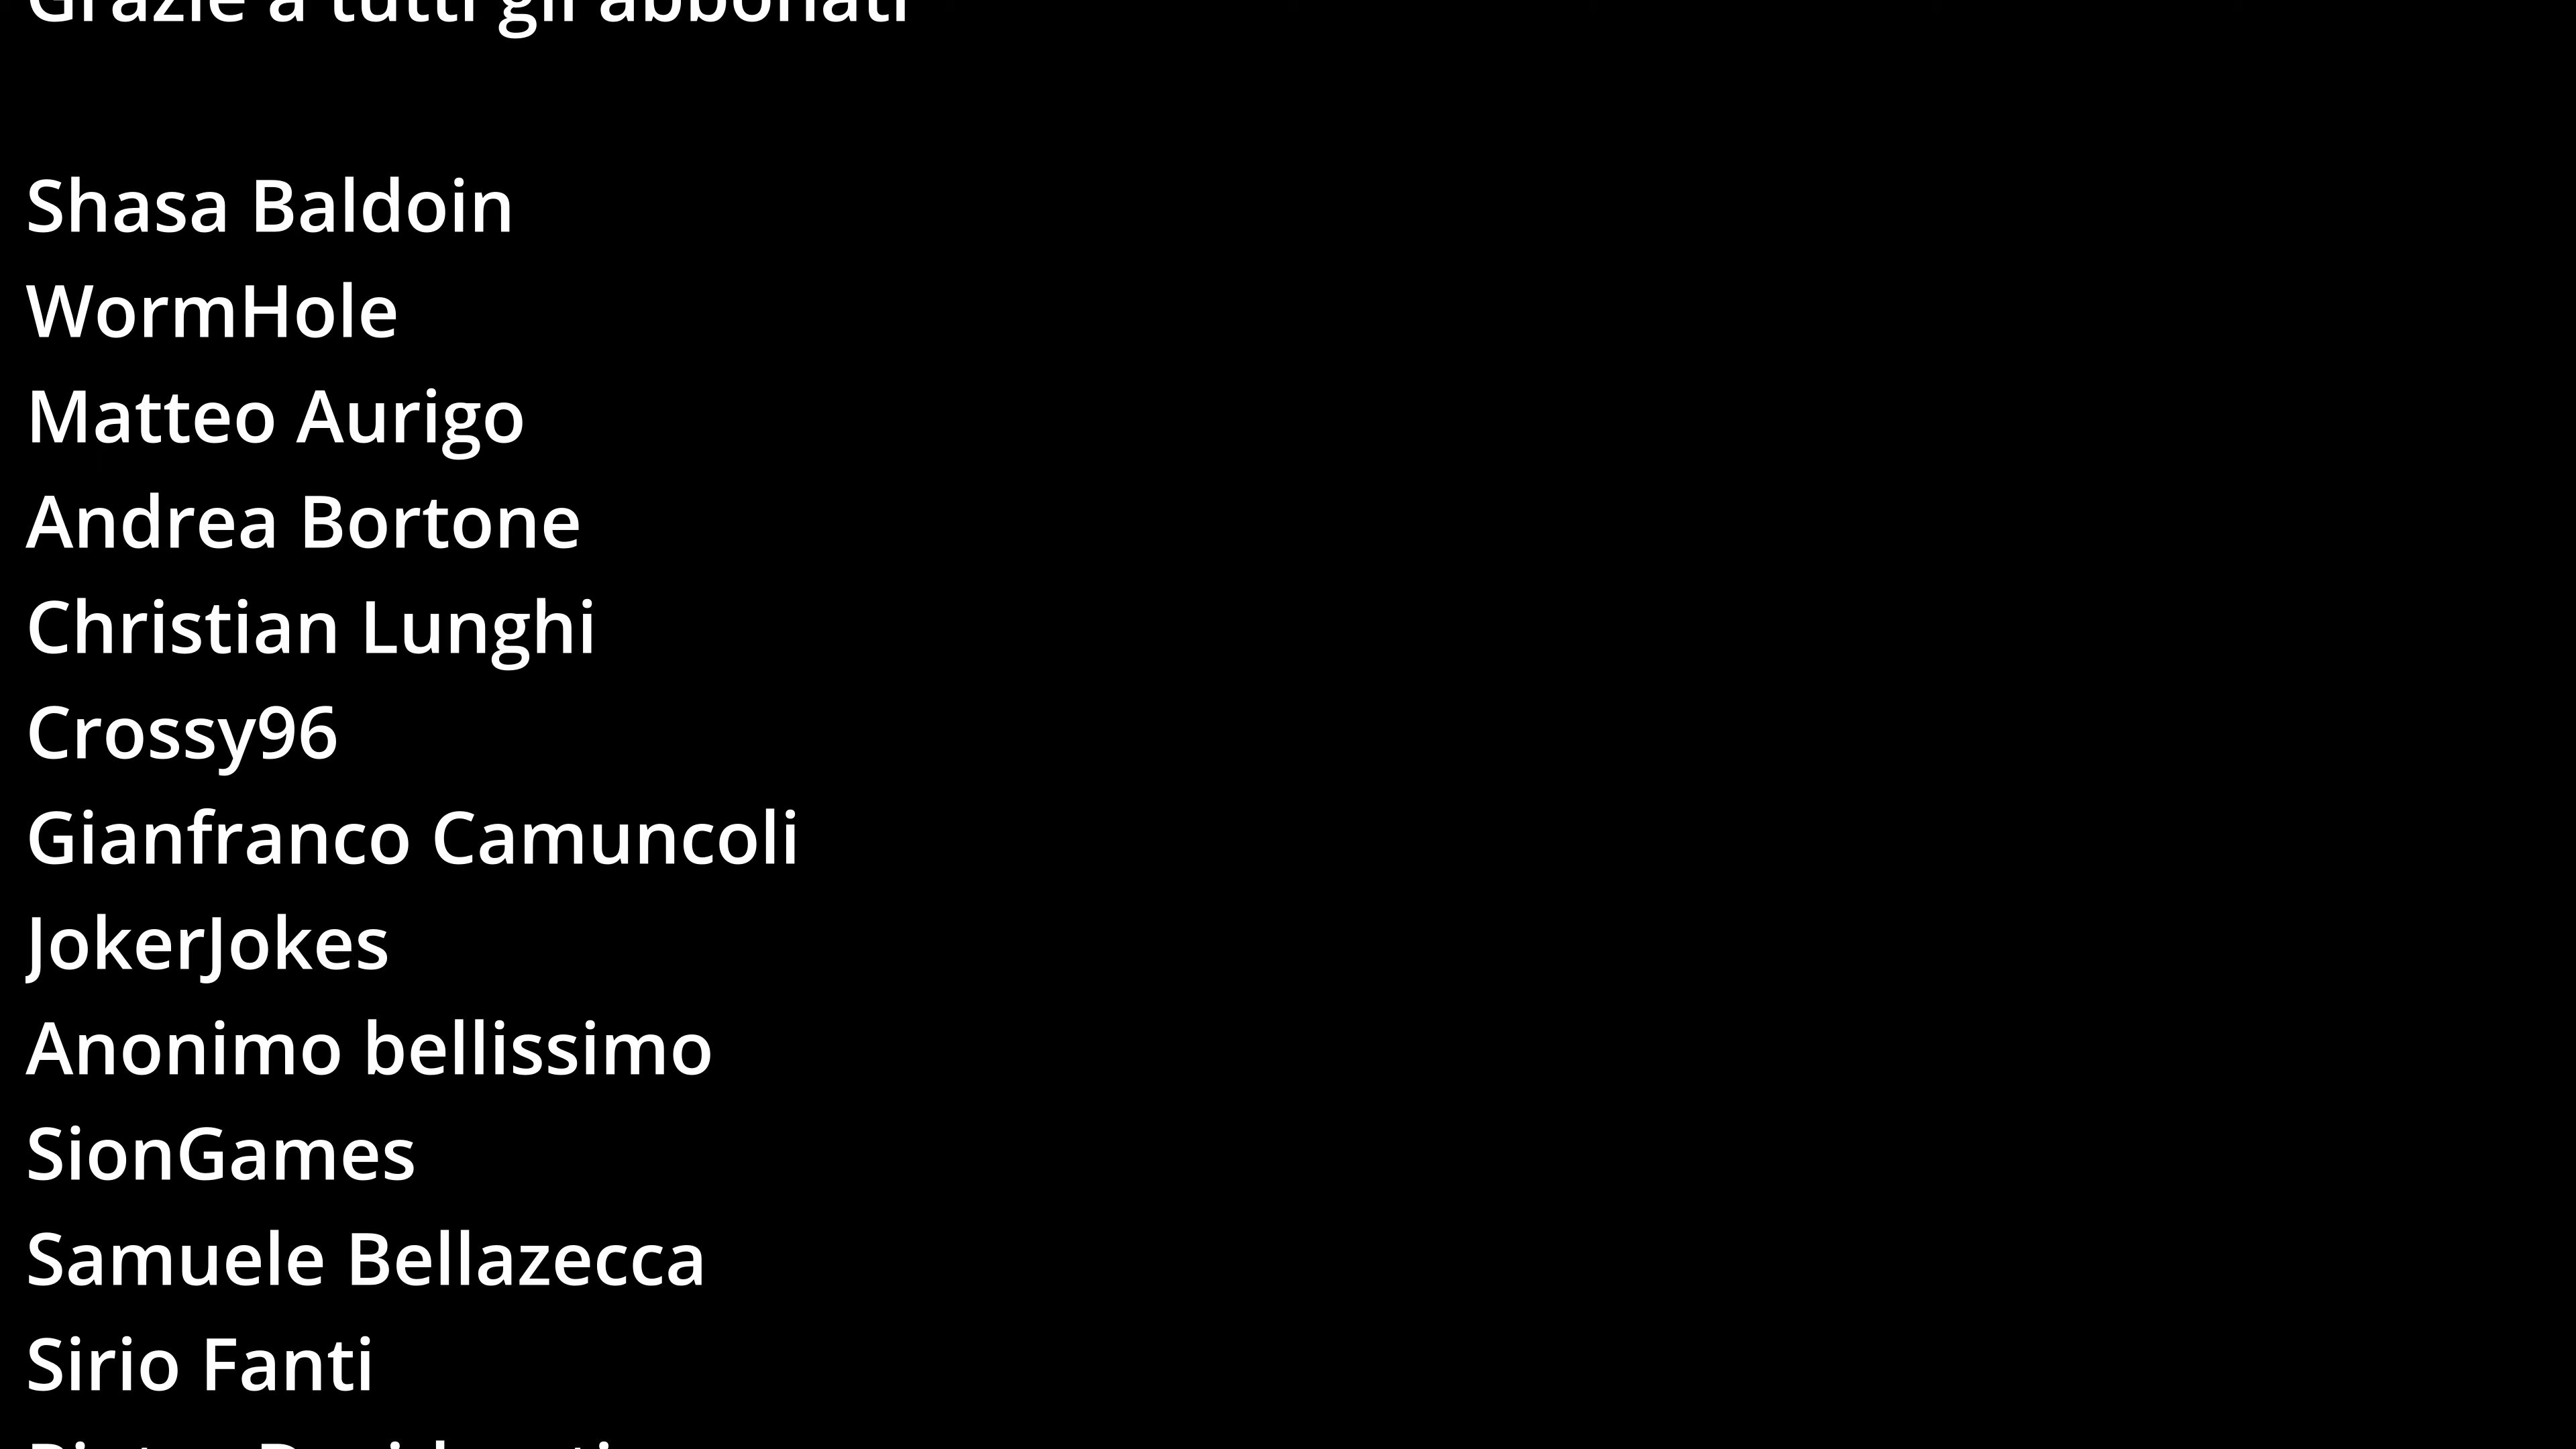 Grazie a tutti gli abbonati
Shasa Baldoin
WormHole
Matteo Aurigo
Andrea Bortone
Christian Lunghi
Crossy96
Gianfranco Camuncoli
JokerJokes
Anonimo bellissimo
SionGames
Samuele Bellazecca
Sirio Fanti